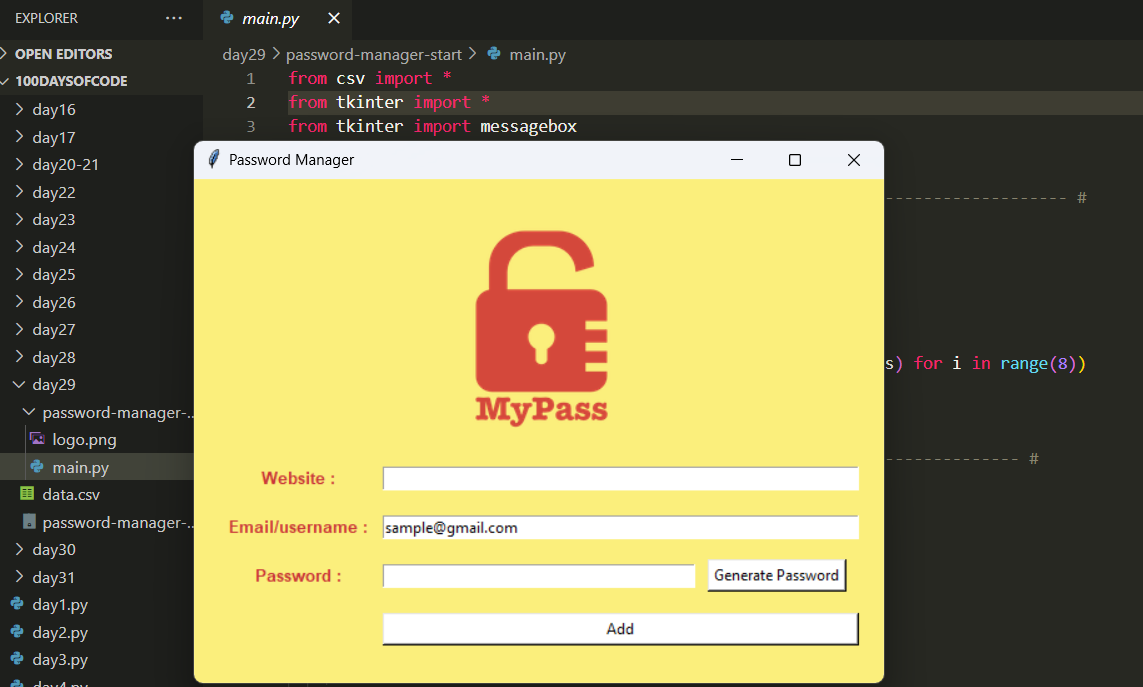 EXPLORER
···
main.py
OPEN EDITORS
100DAYSOFCODE
day16
day17
day20-21
day22
day23
day24
day25
day26
day27
day28
day29
password-manager-...
logo.png
main.py
data.csv
password-manager-...
day30
day31
day1.py
day2.py
day3.py
day4.py
day29 > password-manager-start > main.py
1 from csv import *
2 from tkinter import *
3 from tkinter import messagebox
------------------- #
s) for i in range(8))
-------------- #
Password Manager
MyPass
Website :
Email/username : sample@gmail.com
Password : Generate Password
Add